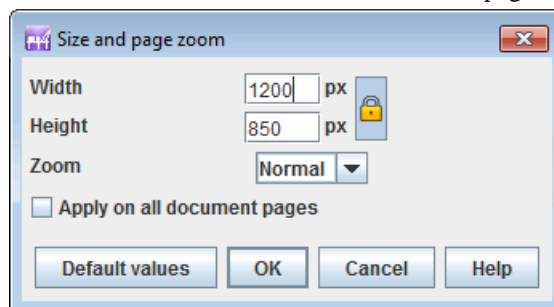 Size and page zoom
Width 1200 px
Height 850 px
Zoom Normal
Apply on all document pages
Default values OK Cancel Help